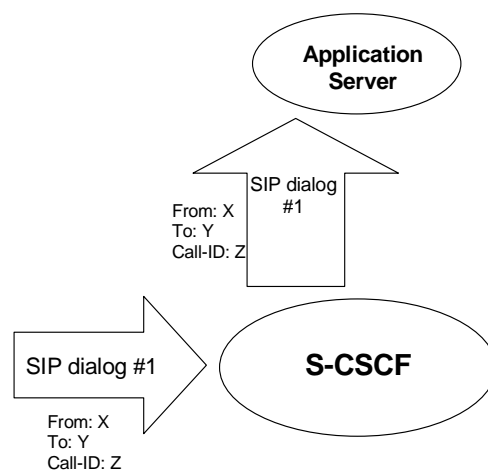 Application
Server
SIP dialog
#1
From: X
To: Y
Call-ID: Z
SIP dialog #1
S-CSCF
From: X
To: Y
Call-ID: Z